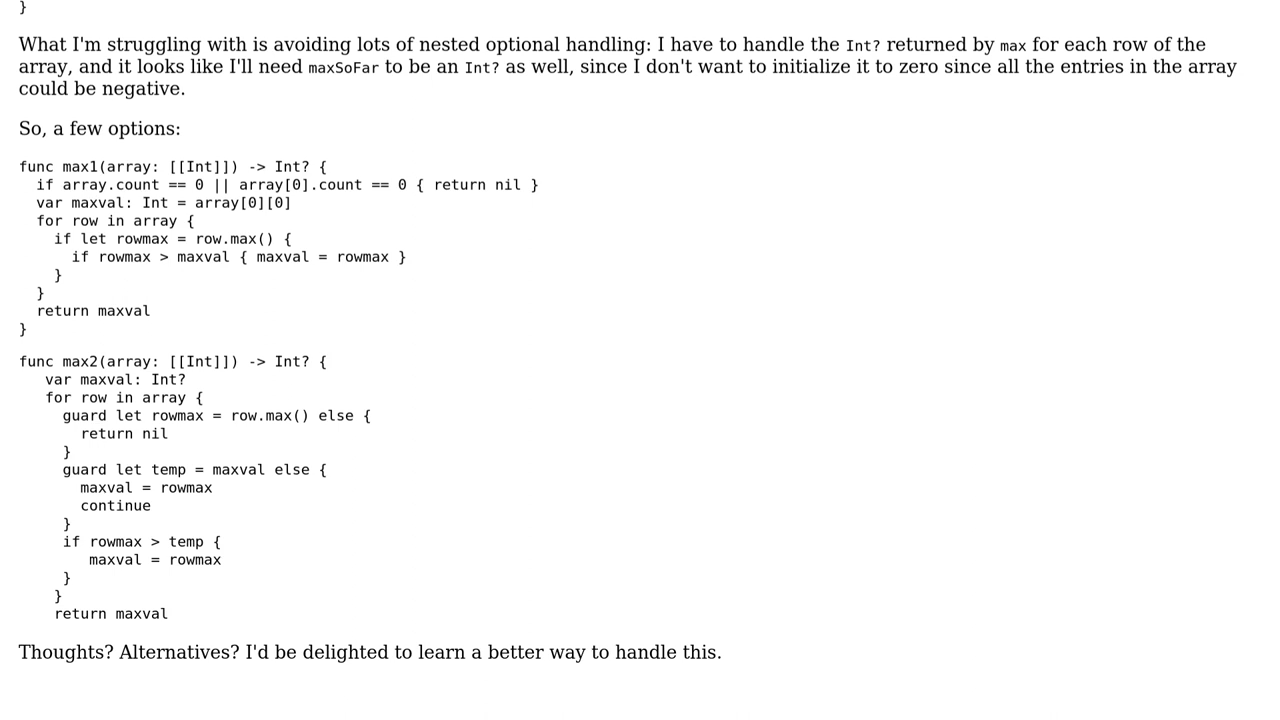 }
What I'm struggling with is avoiding lots of nested optional handling: I have to handle the Int? returned by max for each row of the
array, and it looks like I'll need maxSoFar to be an Int? as well, since I don't want to initialize it to zero since all the entries in the array
could be negative.
So, a few options:
func max1(array: [[Int]]) -> Int? {
  if array.count == 0 || array[0].count == 0 { return nil }
  var maxval: Int = array[0][0]
  for row in array {
    if let rowmax = row.max() {
      if rowmax > maxval { maxval = rowmax }
    }
  }
  return maxval
}
func max2(array: [[Int]]) -> Int? {
   var maxval: Int?
   for row in array {
     guard let rowmax = row.max() else {
       return nil
     }
     guard let temp = maxval else {
       maxval = rowmax
       continue
     }
     if rowmax > temp {
        maxval = rowmax
     }
    }
    return maxval
Thoughts? Alternatives? I'd be delighted to learn a better way to handle this.